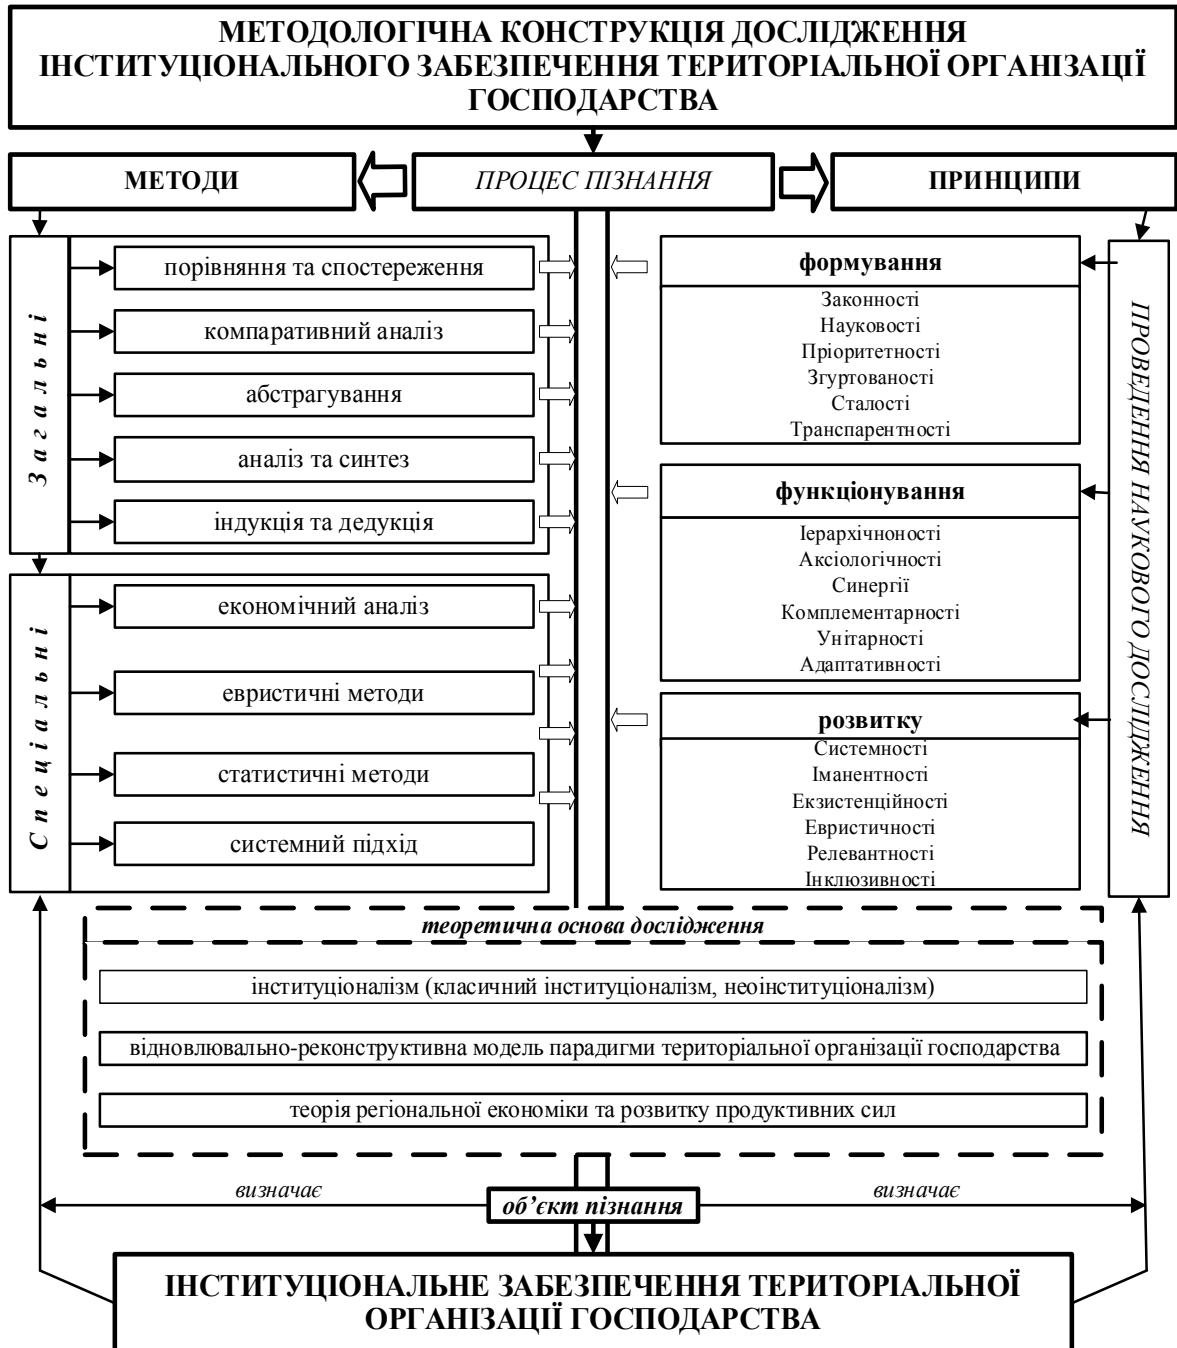 МЕТОДОЛОГІЧНА КОНСТРУКЦІЯ ДОСЛІДЖЕННЯ
ІНСТИТУЦІОНАЛЬНОГО ЗАБЕЗПЕЧЕННЯ ТЕРИТОРІАЛЬНОЇ ОРГАНІЗАЦІЇ
ГОСПОДАРСТВА
МЕТОДИ
ПРОЦЕС ПІЗНАННЯ
ПРИНЦИПИ
Загальні
порівняння та спостереження
компаративний аналіз
абстрагування
аналіз та синтез
індукція та дедукція
Спеціальні
економічний аналіз
евристичні методи
статистичні методи
системний підхід
формування
Законності
Науковості
Пріоритетності
Згуртованості
Сталості
Транспарентності
функціонування
Іерархічноності
Аксіологічності
Синергії
Комплементарності
Унітарності
Адаптативності
розвитку
Системності
Іманентності
Екзистенційності
Евристичності
Релевантності
Інклюзивності
ПРОВЕДЕННЯ НАУКОВОГО ДОСЛІДЖЕННЯ
теоретична основа дослідження
інституціоналізм (класичний інституціоналізм, неоінституціоналізм)
відновлювально-реконструктивна модель парадигми територіальної організації господарства
теорія регіональної економіки та розвитку продуктивних сил
визначає
об’єкт пізнання
визначає
ІНСТИТУЦІОНАЛЬНЕ ЗАБЕЗПЕЧЕННЯ ТЕРИТОРІАЛЬНОЇ
ОРГАНІЗАЦІЇ ГОСПОДАРСТВА